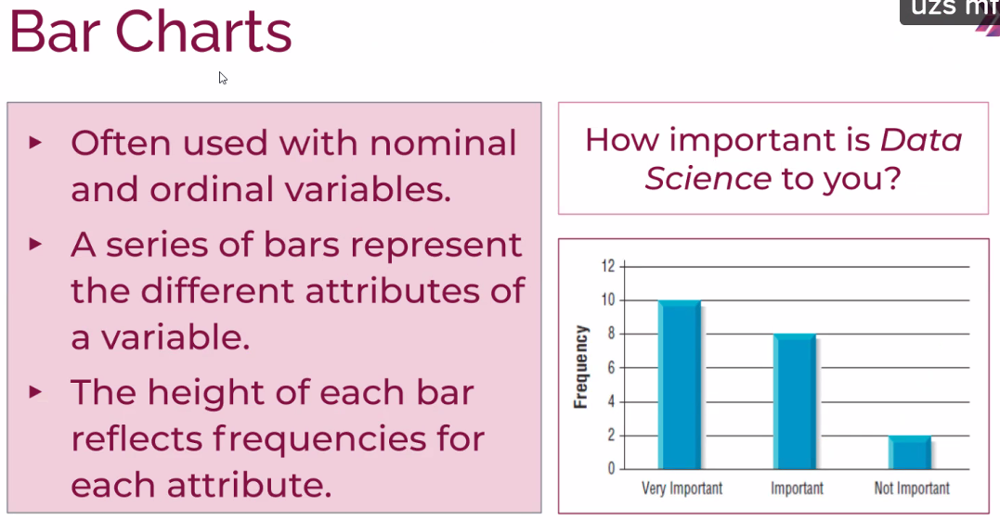 Bar Charts
uzs mf
Often used with nominal
and ordinal variables.
A series of bars represent
the different attributes of
a variable.
The height of each bar
reflects frequencies for
each attribute.
How important is Data
Science to you?
Frequency
12
10
8
6
4
2
0
Very Important Important Not Important